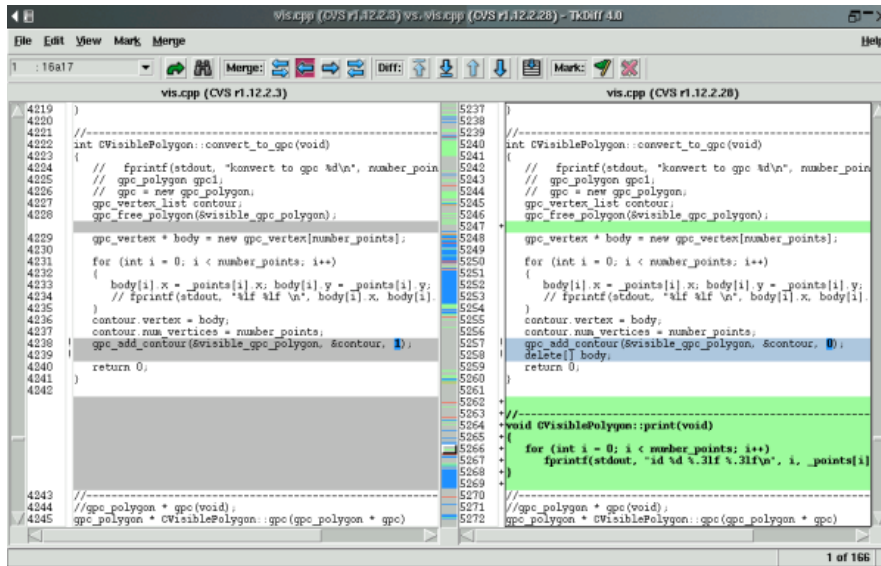 vis.cpp (CVS r1.12.2.3) vs. vis.cpp (CVS r1.12.2.28) - TkDiff 4.0
File Edit View Mark Merge Help
1 : 16a17 Merge: Diff: Mark:
vis.cpp (CVS r1.12.2.3)
4219 }
4220
4221 //----------------------------------------------------------
4222 int CVisiblePolygon::convert_to_gpc(void)
4223 {
4224 // fprintf(stdout, "konvert to gpc %d\n", number_poin
4225 // gpc_polygon gpc1;
4226 // gpc = new gpc_polygon;
4227 gpc_vertex_list contour;
4228 gpc_free_polygon(&visible_gpc_polygon);
4229 gpc_vertex * body = new gpc_vertex[number_points];
4230
4231 for (int i = 0; i < number_points; i++)
4232 {
4233 body[i].x = _points[i].x; body[i].y = _points[i].y;
4234 // fprintf(stdout, "%lf %lf \n", body[i].x, body[i].
4235 }
4236 contour.vertex = body;
4237 contour.num_vertices = number_points;
4238 ! gpc_add_contour(&visible_gpc_polygon, &contour, 1);
4239 !
4240 return 0;
4241 }
4242
4243 //----------------------------------------------------------
4244 //gpc_polygon * gpc(void);
4245 gpc_polygon * CVisiblePolygon::gpc(gpc_polygon * gpc)
vis.cpp (CVS r1.12.2.28)
5237 }
5238
5239 //----------------------------------------------------------
5240 int CVisiblePolygon::convert_to_gpc(void)
5241 {
5242 // fprintf(stdout, "konvert to gpc %d\n", number_poin
5243 // gpc_polygon gpc1;
5244 // gpc = new gpc_polygon;
5245 gpc_vertex_list contour;
5246 gpc_free_polygon(&visible_gpc_polygon);
5247 +
5248 gpc_vertex * body = new gpc_vertex[number_points];
5249
5250 for (int i = 0; i < number_points; i++)
5251 {
5252 body[i].x = _points[i].x; body[i].y = _points[i].y;
5253 // fprintf(stdout, "%lf %lf \n", body[i].x, body[i].
5254 }
5255 contour.vertex = body;
5256 contour.num_vertices = number_points;
5257 ! gpc_add_contour(&visible_gpc_polygon, &contour, 0);
5258 ! delete[] body;
5259 return 0;
5260 }
5261
5262 +
5263 + //----------------------------------------------------------
5264 + void CVisiblePolygon::print(void)
5265 + {
5266 + for (int i = 0; i < number_points; i++)
5267 + fprintf(stdout, "id %d %.3lf %.3lf\n", i, _points[i]
5268 + }
5269 +
5270 //----------------------------------------------------------
5271 //gpc_polygon * gpc(void);
5272 gpc_polygon * CVisiblePolygon::gpc(gpc_polygon * gpc)
1 of 166